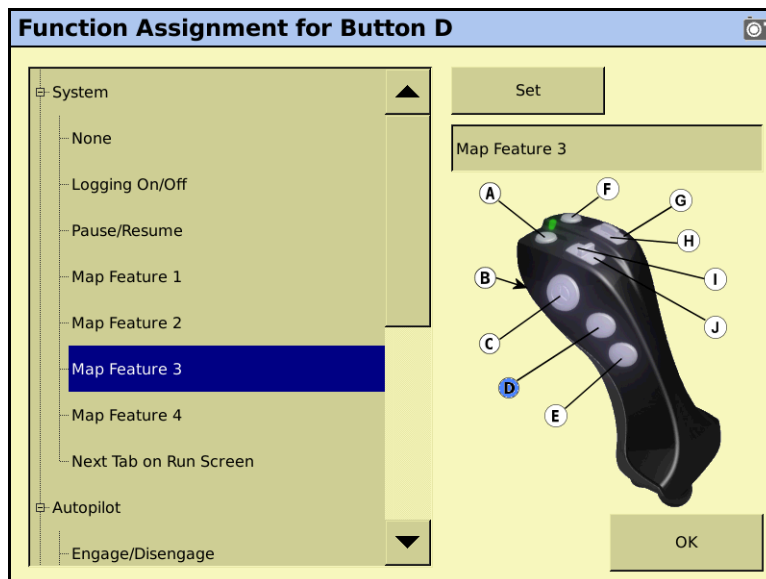 Function Assignment for Button D
System
None
Logging On/Off
Pause/Resume
Map Feature 1
Map Feature 2
Map Feature 3
Map Feature 4
Next Tab on Run Screen
Autopilot
Engage/Disengage
Set
Map Feature 3
A
F
G
H
B
I
J
C
D
E
OK